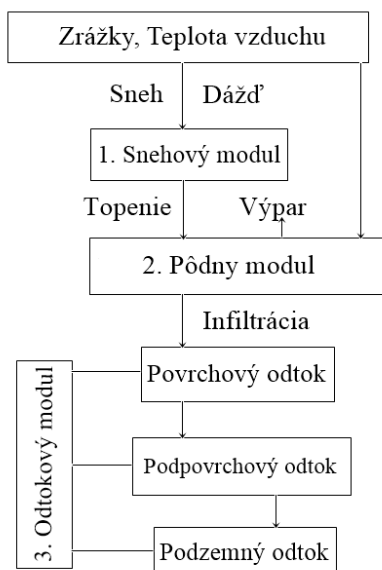 Zrážky, Teplota vzduchu
Sneh
Dážď
1. Snehový modul
Topenie
Výpar
2. Pôdny modul
Infiltrácia
Povrchový odtok
3. Odtokový modul
Podpovrchový odtok
Podzemný odtok